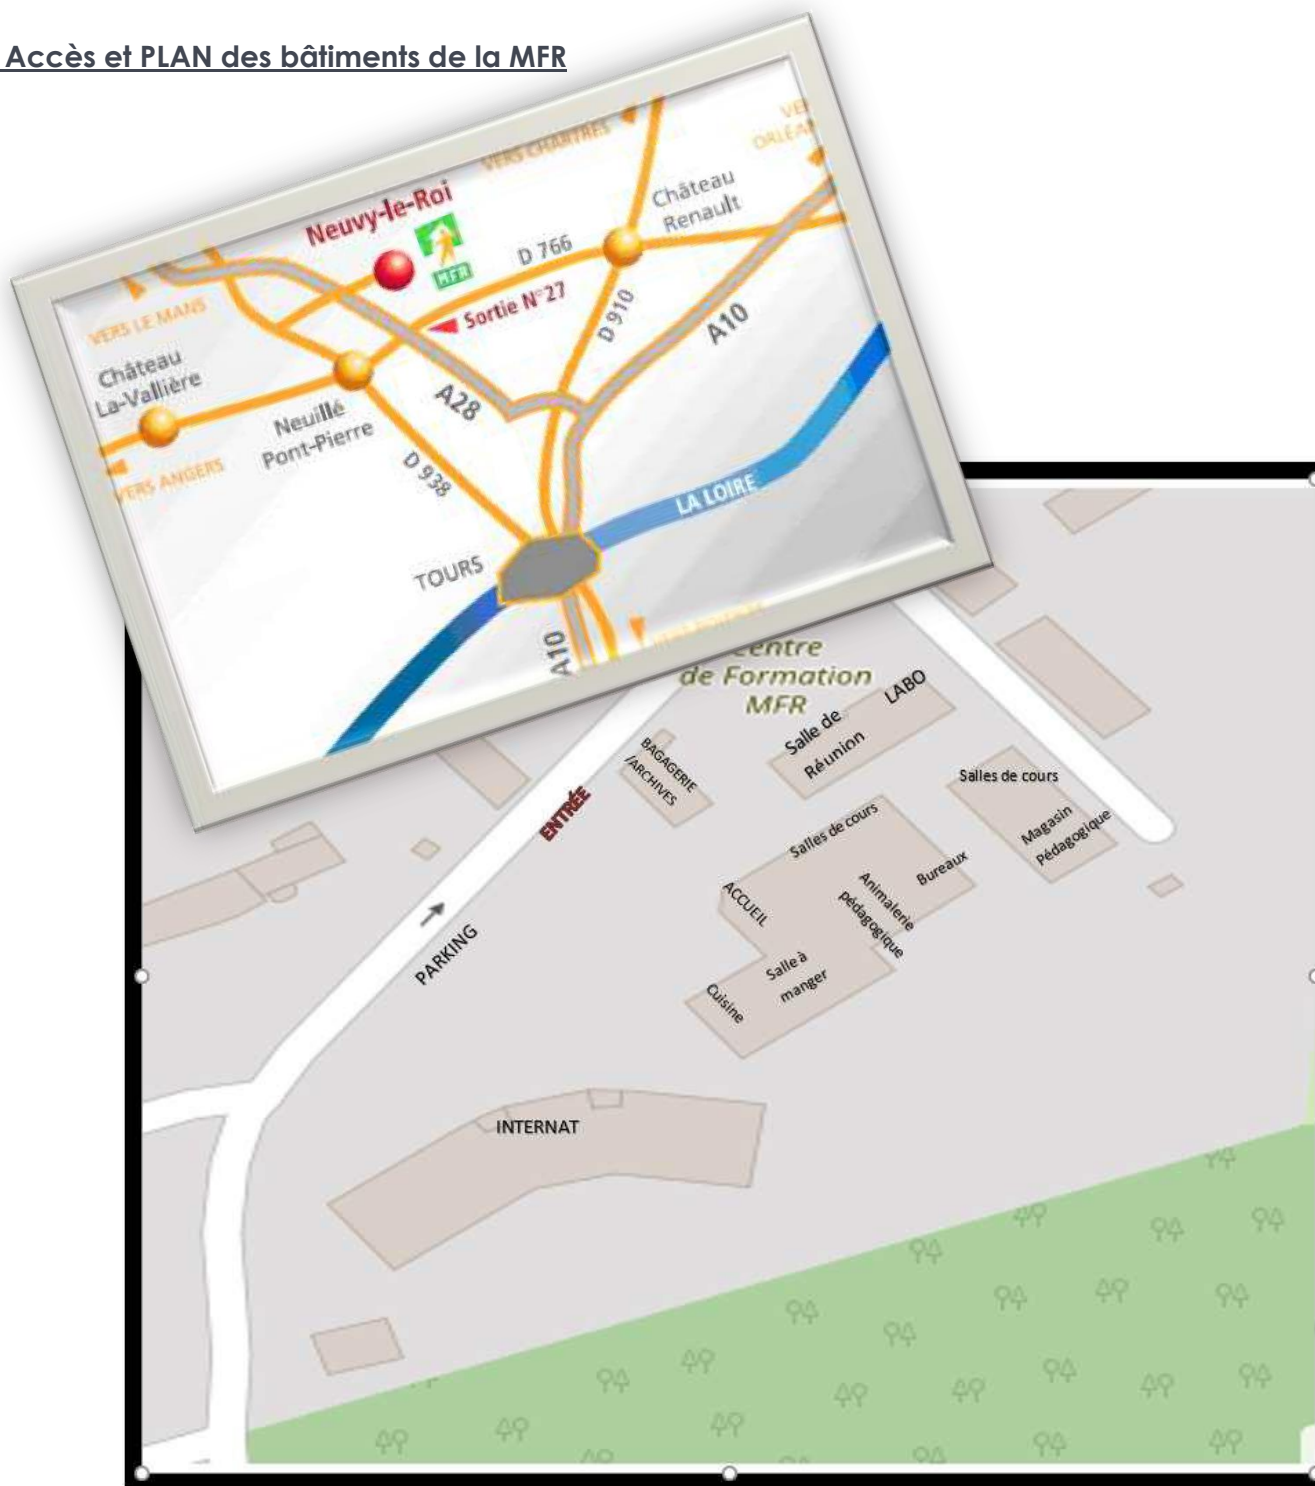 Accès et PLAN des bâtiments de la MFR
VERS CHARTRES
Neuvy-le-Roi
MFR
Château
Renault
D 766
Sortie N°27
D 910
A10
VERS LE MANS
Château
La-Vallière
Neuillé
Pont-Pierre
A28
D 938
VERS ANGERS
LA LOIRE
TOURS
A10
Centre
de Formation
MFR
LABO
Salle de
Réunion
BAGAGERIE
/ARCHIVES
ENTRÉE
Salles de cours
Magasin
Pédagogique
Salles de cours
Bureaux
Animalerie
pédagogique
ACCUEIL
Salle à
manger
Cuisine
PARKING
INTERNAT